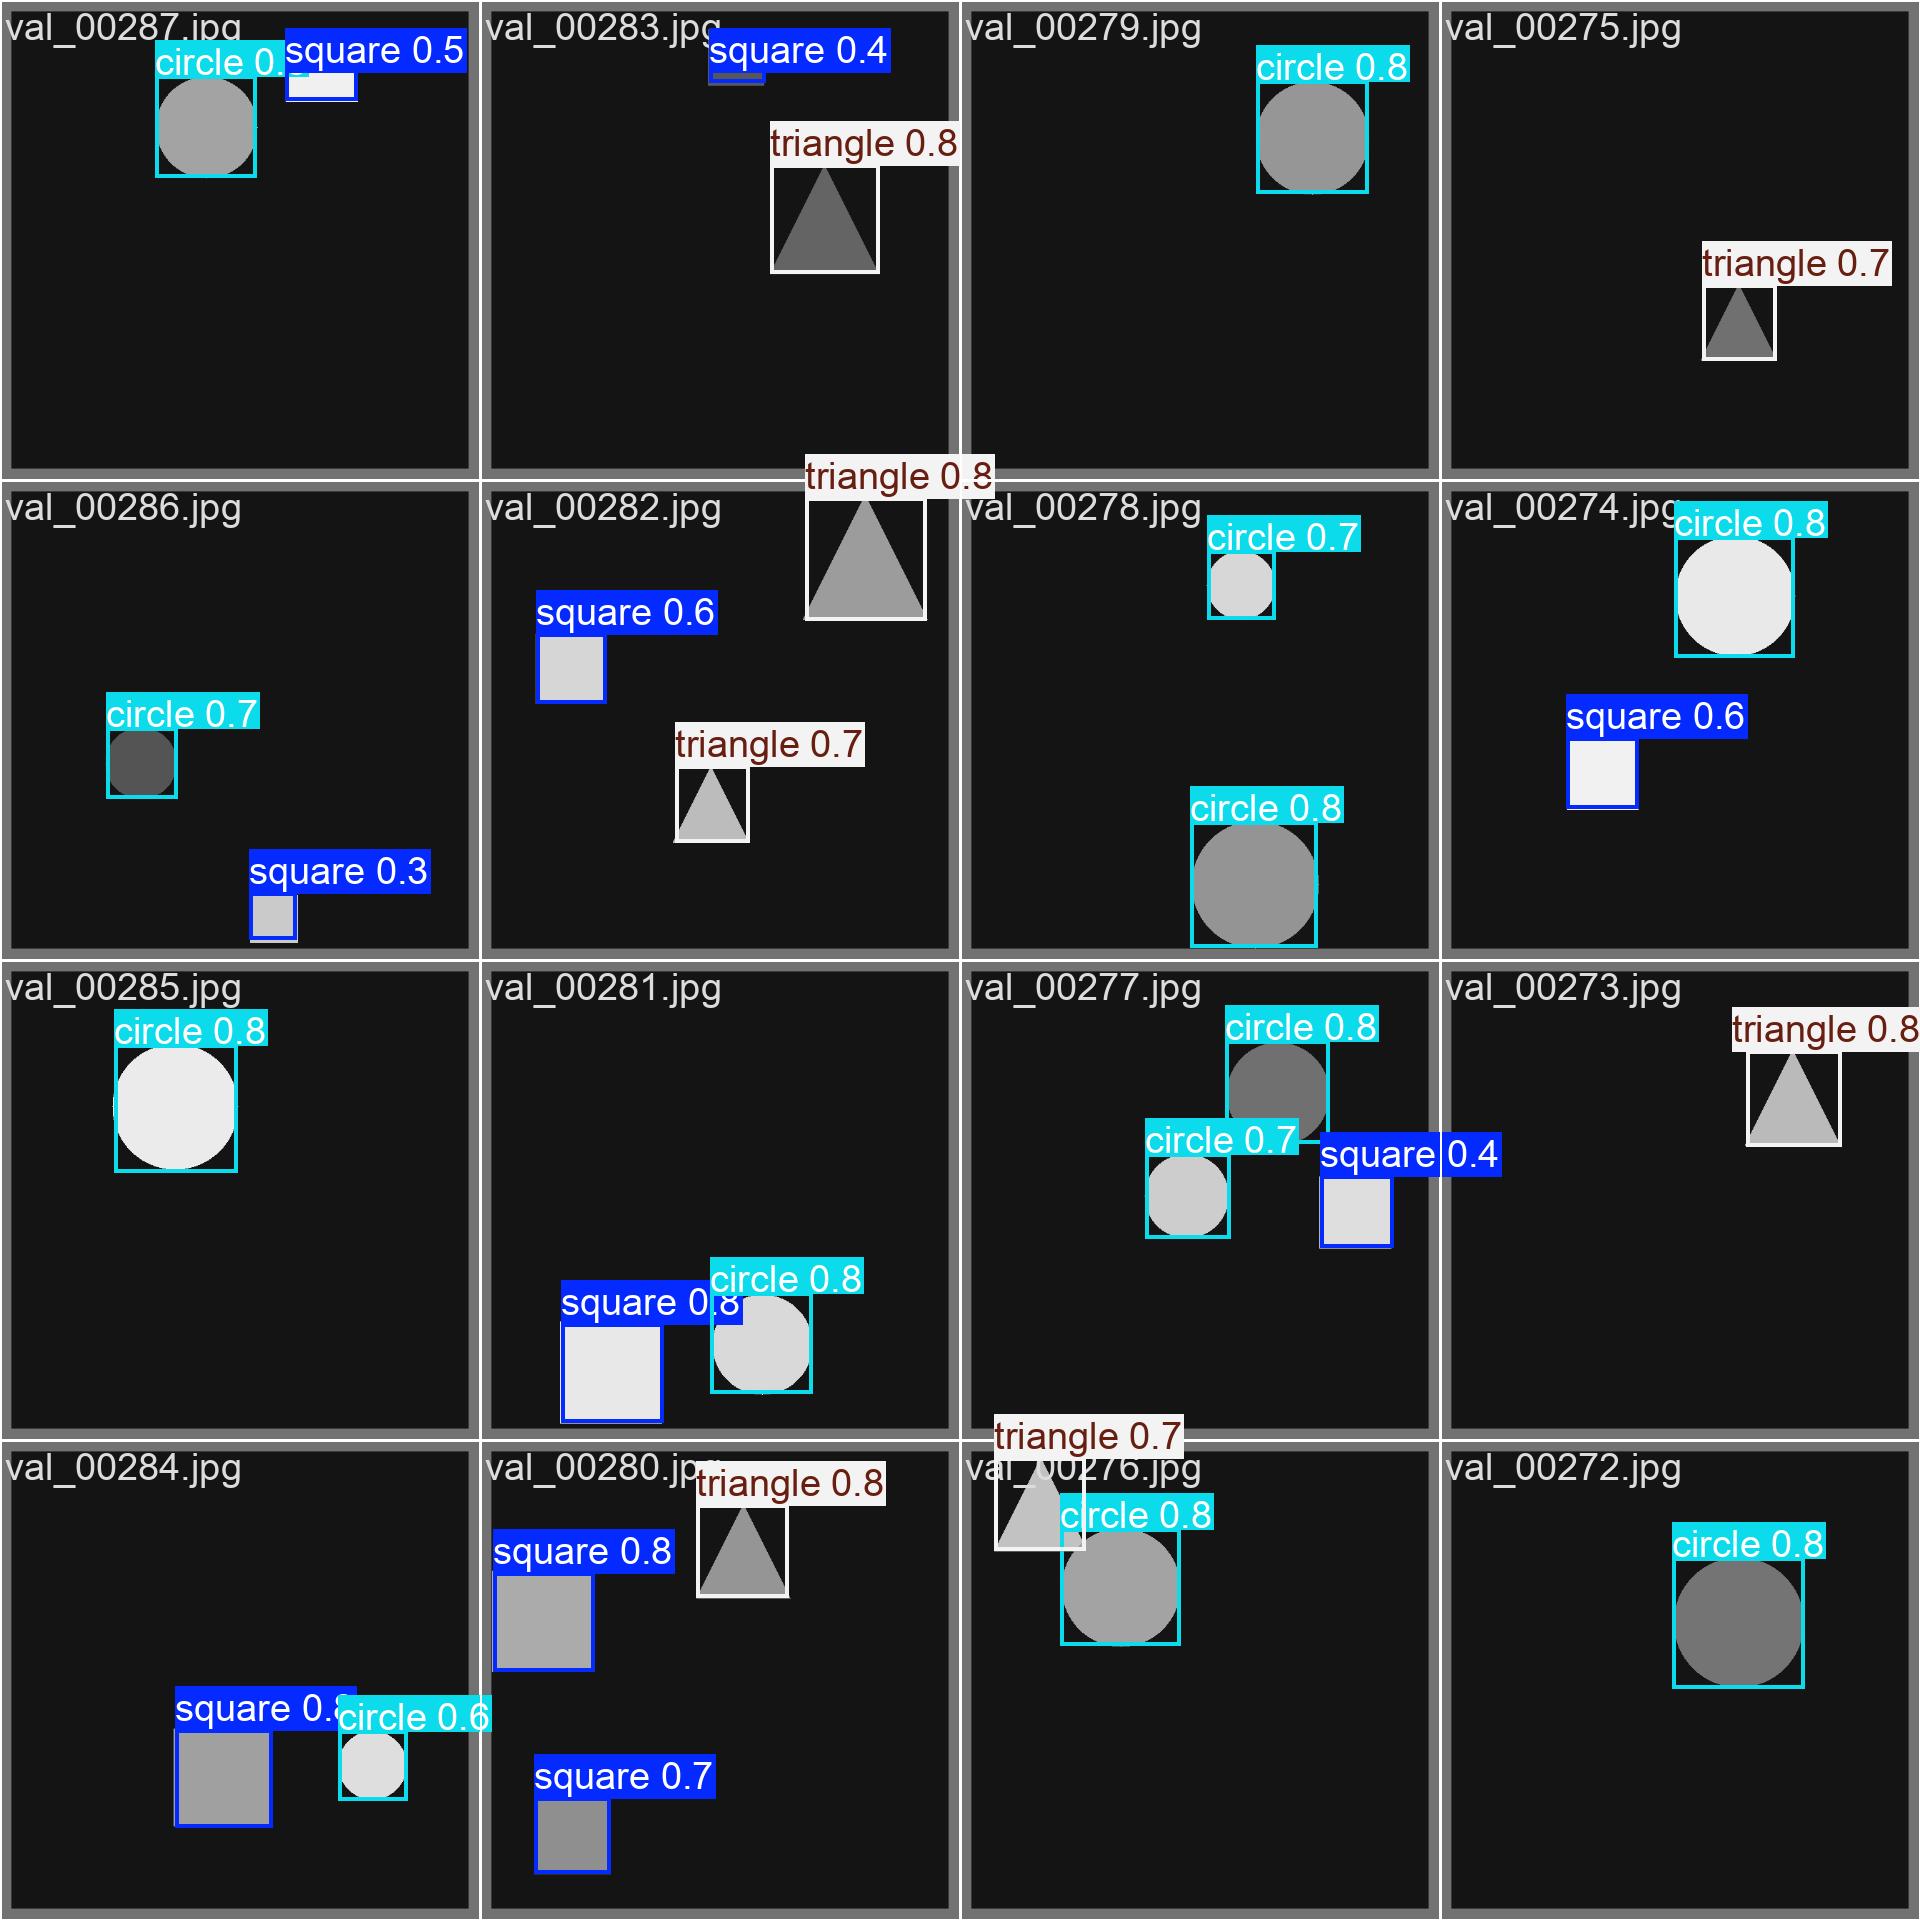 val_00287.jpg
circle 0.
square 0.5
val_00283.jpg
square 0.4
triangle 0.8
val_00279.jpg
circle 0.8
val_00275.jpg
triangle 0.7
val_00286.jpg
circle 0.7
square 0.3
val_00282.jpg
triangle 0.8
square 0.6
triangle 0.7
val_00278.jpg
circle 0.7
circle 0.8
val_00274.jpg
circle 0.8
square 0.6
val_00285.jpg
circle 0.8
val_00281.jpg
square 0.8
circle 0.8
val_00277.jpg
circle 0.8
circle 0.7
square 0.4
val_00273.jpg
triangle 0.8
val_00284.jpg
square 0.8
circle 0.6
val_00280.jpg
triangle 0.8
square 0.8
square 0.7
triangle 0.7
val_00276.jpg
circle 0.8
val_00272.jpg
circle 0.8